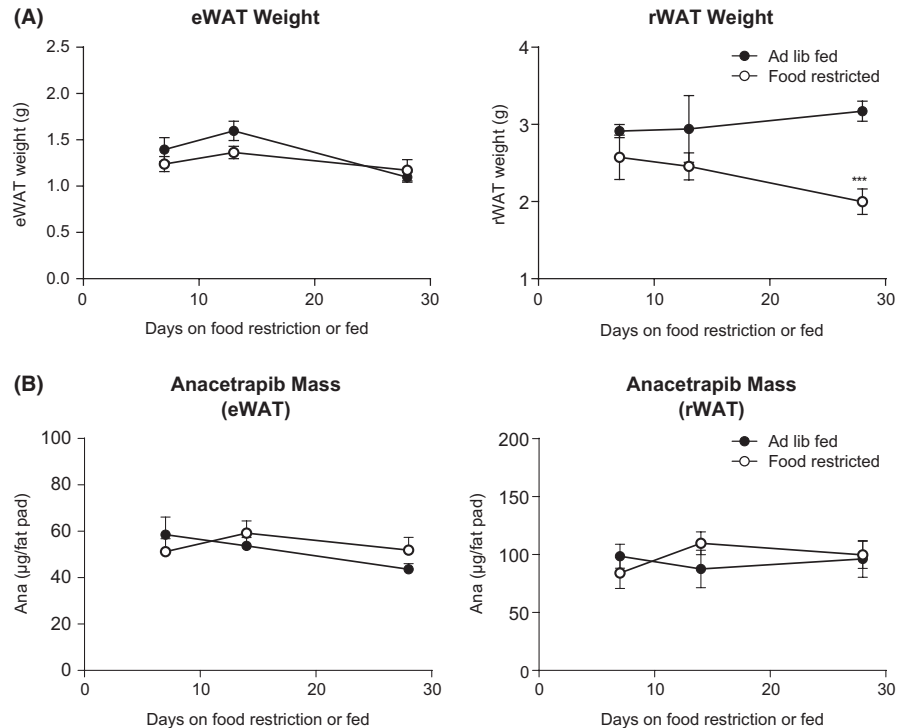 (A)
eWAT Weight
eWAT weight (g)
2.5
2.0
1.5
1.0
0.5
0.0
0 10 20 30
Days on food restriction or fed
rWAT Weight
Ad lib fed
Food restricted
rWAT weight (g)
4
3
2
1
***
0 10 20 30
Days on food restriction or fed
(B)
Anacetrapib Mass
(eWAT)
Ana (µg/fat pad)
100
80
60
40
20
0
0 10 20 30
Days on food restriction or fed
Anacetrapib Mass
(rWAT)
Ad lib fed
Food restricted
Ana (µg/fat pad)
200
150
100
50
0
0 10 20 30
Days on food restriction or fed